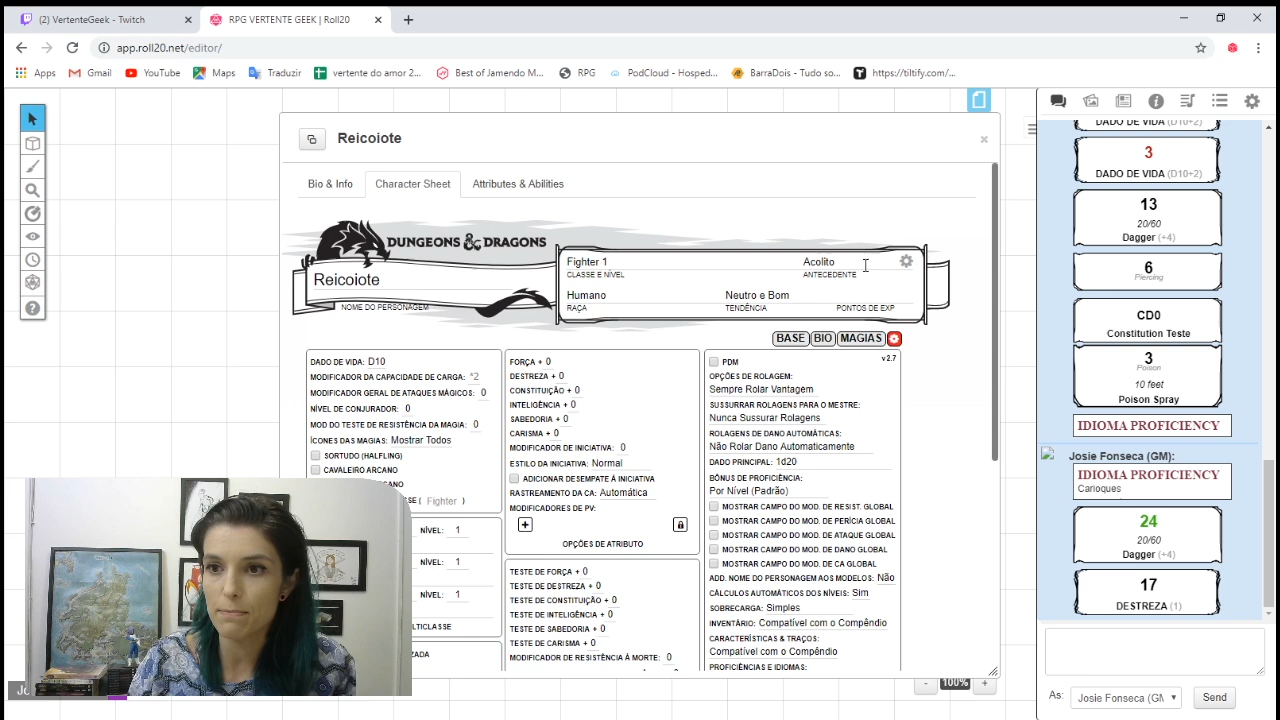 (2) VertenteGeek - Twitch
RPG VERTENTE GEEK | Roll20
app.roll20.net/editor/
Apps Gmail YouTube Maps Traduzir vertente do amor 2... Best of Jamendo M... RPG PodCloud - Hosped... BarraDois - Tudo so... https://tiltify.com/...
Reicoiote
Bio & Info Character Sheet Attributes & Abilities
DUNGEONS & DRAGONS
Reicoiote
NOME DO PERSONAGEM
Fighter 1 Acolito
CLASSE E NÍVEL ANTECEDENTE
Humano Neutro e Bom
RAÇA TENDÊNCIA PONTOS DE EXP
BASE BIO MAGIAS
DADO DE VIDA: D10
MODIFICADOR DA CAPACIDADE DE CARGA: *2
MODIFICADOR GERAL DE ATAQUES MÁGICOS: 0
NÍVEL DE CONJURADOR: 0
MOD DO TESTE DE RESISTÊNCIA DA MAGIA: 0
ÍCONES DAS MAGIAS: Mostrar Todos
SORTUDO (HALFLING)
CAVALEIRO ARCANO
Fighter )
NÍVEL: 1
NÍVEL: 1
NÍVEL: 1
FORÇA + 0
DESTREZA + 0
CONSTITUIÇÃO + 0
INTELIGÊNCIA + 0
SABEDORIA + 0
CARISMA + 0
MODIFICADOR DE INICIATIVA: 0
ESTILO DA INICIATIVA: Normal
ADICIONAR DESEMPATE À INICIATIVA
RASTREAMENTO DA CA: Automática
MODIFICADORES DE PV:
+
OPÇÕES DE ATRIBUTO
TESTE DE FORÇA + 0
TESTE DE DESTREZA + 0
TESTE DE CONSTITUIÇÃO + 0
TESTE DE INTELIGÊNCIA + 0
TESTE DE SABEDORIA + 0
TESTE DE CARISMA + 0
MODIFICADOR DE RESISTÊNCIA À MORTE: 0
PDM v 2.7
OPÇÕES DE ROLAGEM:
Sempre Rolar Vantagem
SUSSURRAR ROLAGENS PARA O MESTRE:
Nunca Sussurar Rolagens
ROLAGENS DE DANO AUTOMÁTICAS:
Não Rolar Dano Automaticamente
DADO PRINCIPAL: 1d20
BÔNUS DE PROFICIÊNCIA:
Por Nível (Padrão)
MOSTRAR CAMPO DO MOD. DE RESIST. GLOBAL
MOSTRAR CAMPO DO MOD. DE PERÍCIA GLOBAL
MOSTRAR CAMPO DO MOD. DE ATAQUE GLOBAL
MOSTRAR CAMPO DO MOD. DE DANO GLOBAL
MOSTRAR CAMPO DO MOD. DE CA GLOBAL
ADD. NOME DO PERSONAGEM AOS MODELOS: Não
CÁLCULOS AUTOMÁTICOS DOS NÍVEIS: Sim
SOBRECARGA: Simples
INVENTÁRIO: Compatível com o Compêndio
CARACTERÍSTICAS & TRAÇOS:
Compatível com o Compêndio
PROFICIÊNCIAS E IDIOMAS:
- 100% +
DADO DE VIDA (D10+2)
3
DADO DE VIDA (D10+2)
13
20/60
Dagger (+4)
6
Piercing
CD0
Constitution Teste
3
Poison
10 feet
Poison Spray
IDIOMA PROFICIENCY
Josie Fonseca (GM):
IDIOMA PROFICIENCY
Carioques
24
20/60
Dagger (+4)
17
DESTREZA (1)
As: Josie Fonseca (GM Send